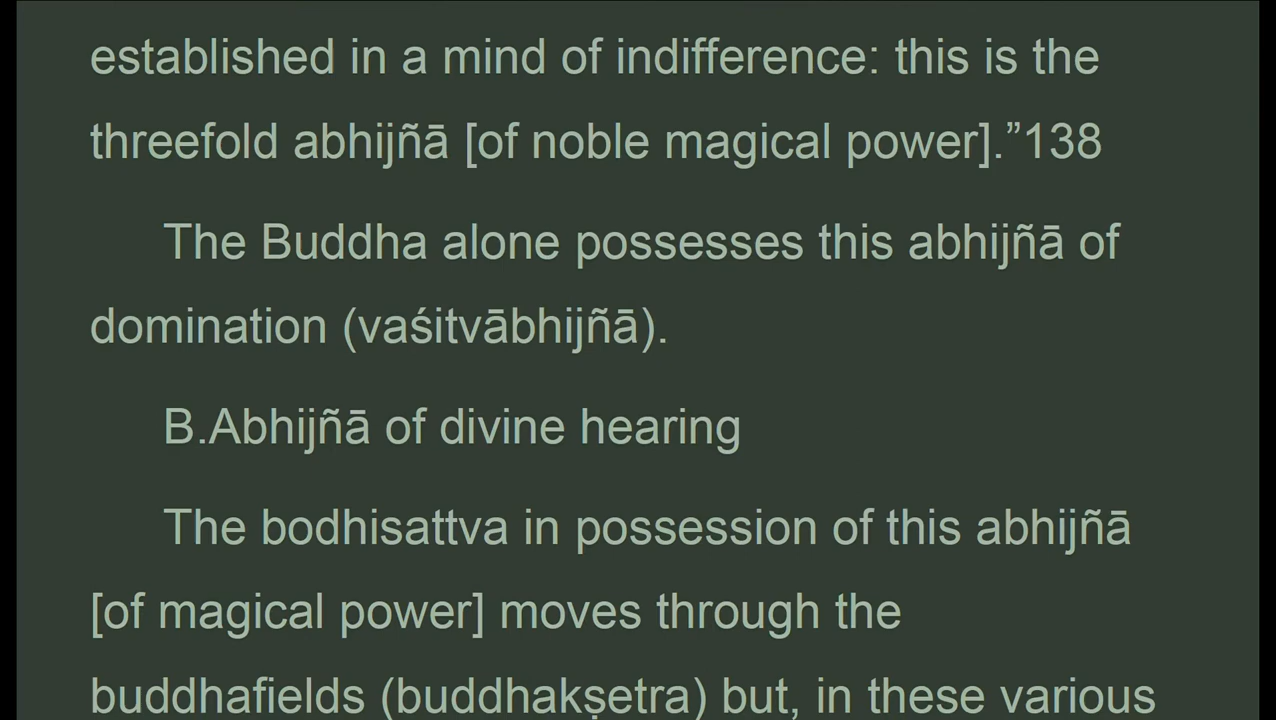 established in a mind of indifference: this is the
threefold abhijñā [of noble magical power].”138
The Buddha alone possesses this abhijñā of
domination (vaśitvābhijñā).
B.Abhijñā of divine hearing
The bodhisattva in possession of this abhijñā
[of magical power] moves through the
buddhafields (buddhakṣetra) but, in these various